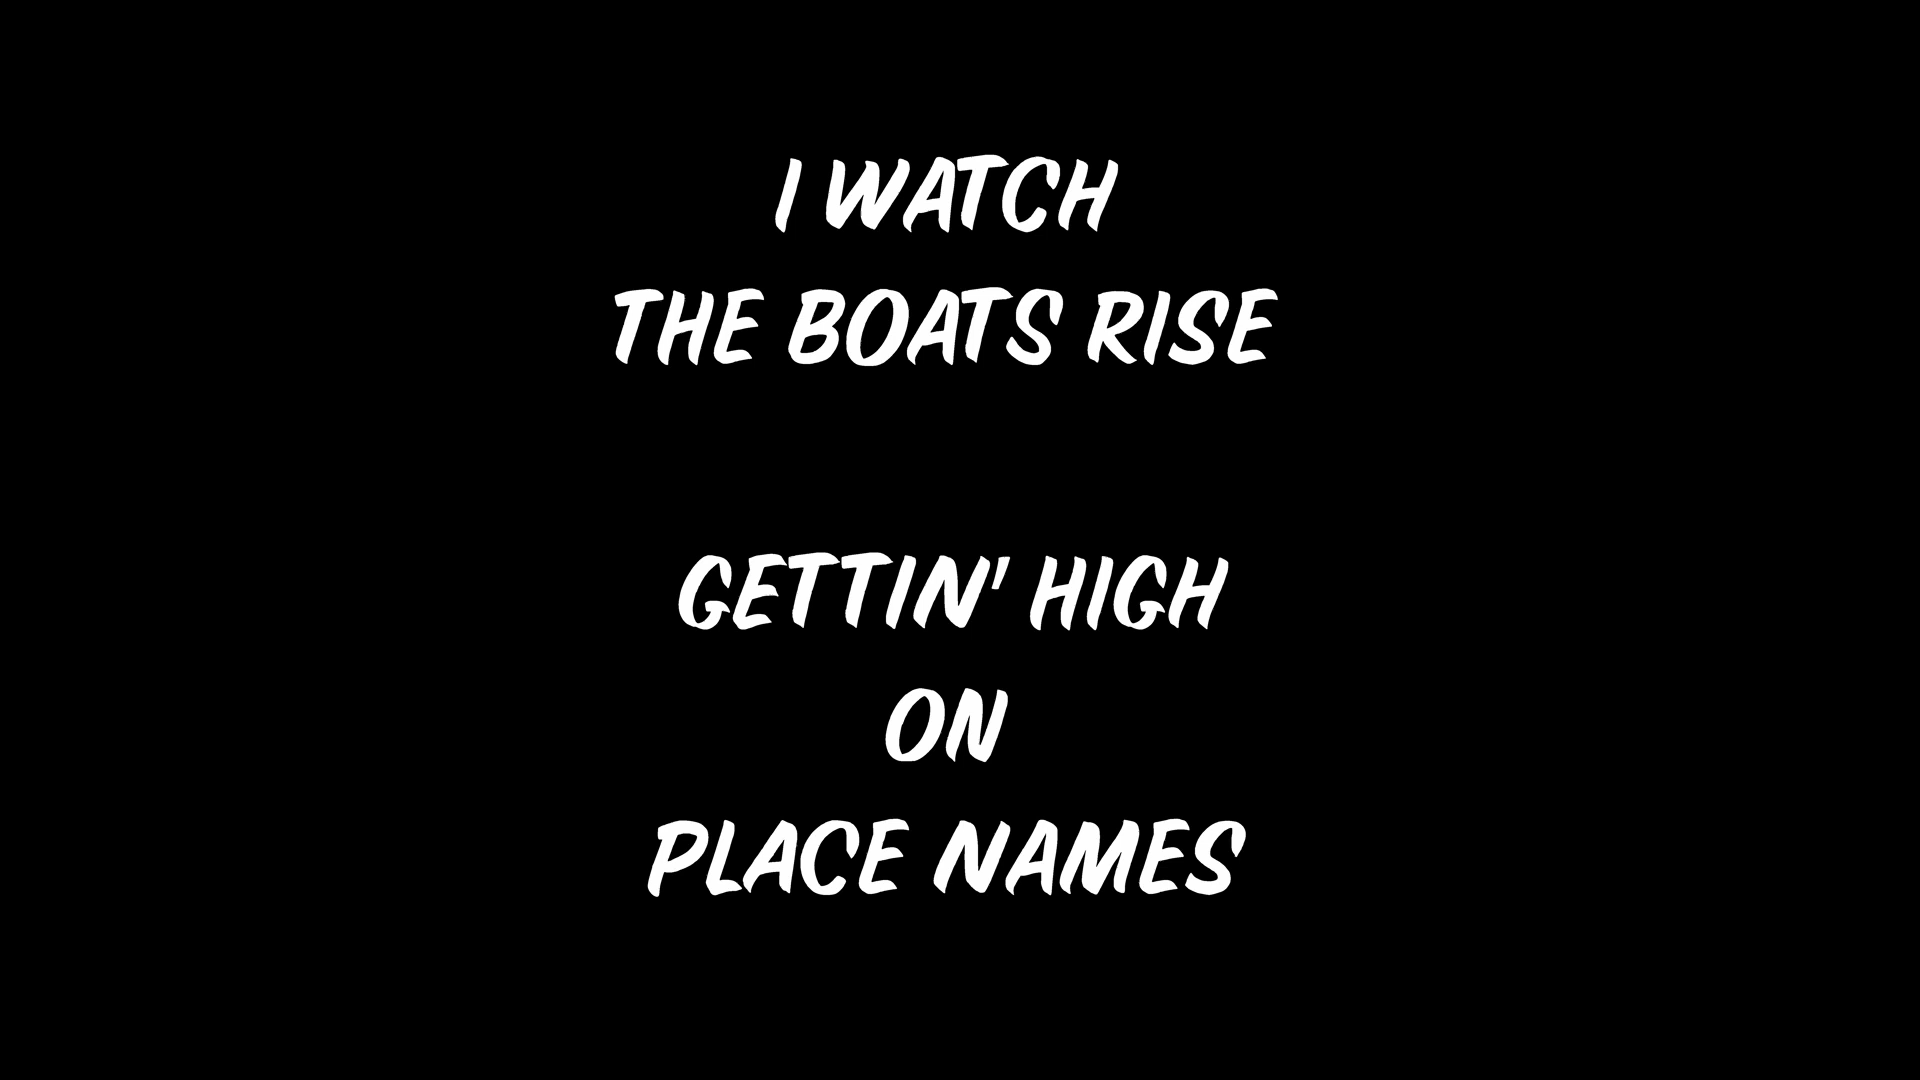 I WATCH
THE BOATS RISE
GETTIN' HIGH
ON
PLACE NAMES